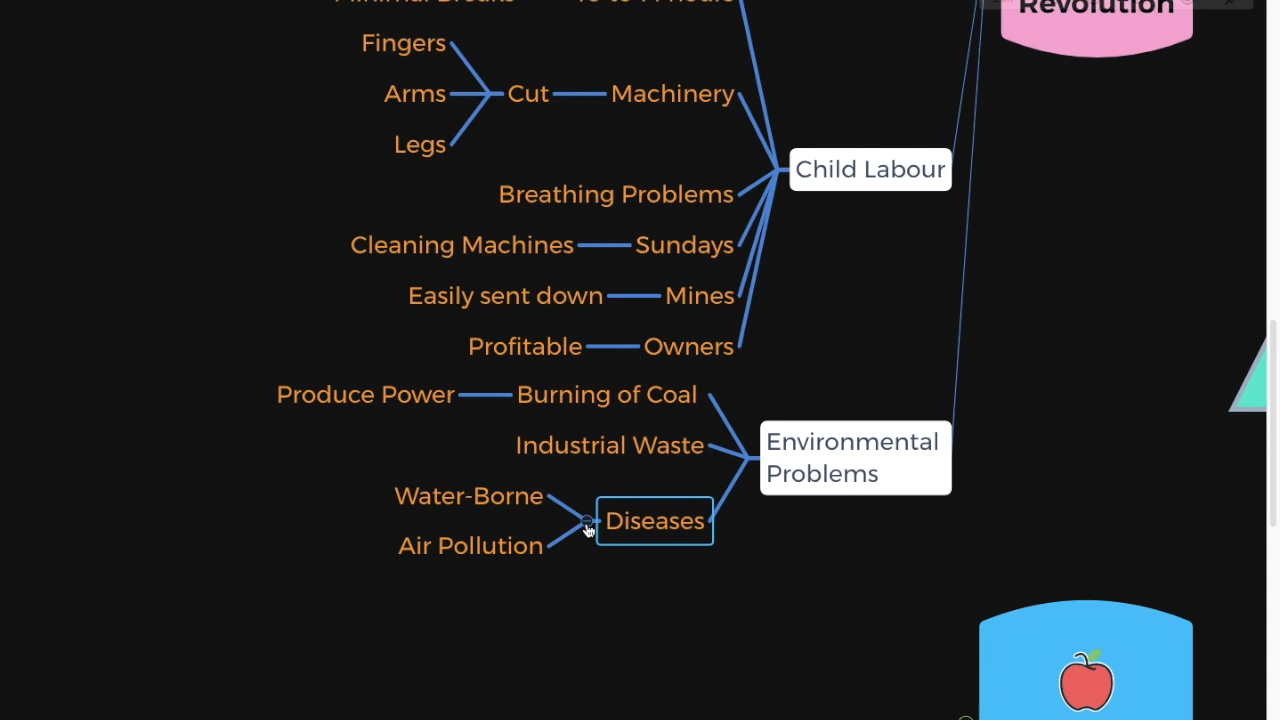 Revolution
Fingers
Arms
Legs
Cut
Machinery
Breathing Problems
Cleaning Machines
Sundays
Easily sent down
Mines
Profitable
Owners
Child Labour
Produce Power
Burning of Coal
Industrial Waste
Water-Borne
Air Pollution
Diseases
Environmental
Problems